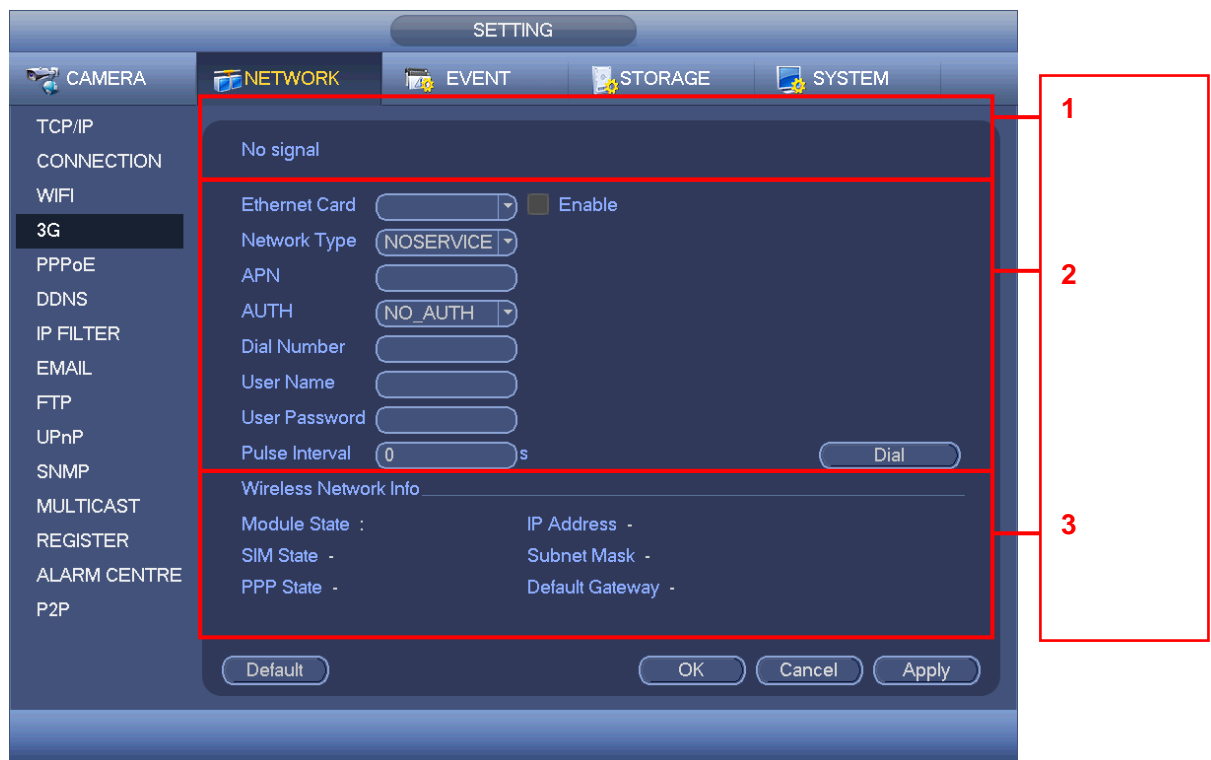 SETTING
CAMERA NETWORK EVENT STORAGE SYSTEM
TCP/IP
CONNECTION
WIFI
3G
PPPoE
DDNS
IP FILTER
EMAIL
FTP
UPnP
SNMP
MULTICAST
REGISTER
ALARM CENTRE
P2P
No signal
Ethernet Card Enable
Network Type NOSERVICE
APN
AUTH NO_AUTH
Dial Number
User Name
User Password
Pulse Interval 0 s Dial
Wireless Network Info
Module State : IP Address -
SIM State - Subnet Mask -
PPP State - Default Gateway -
Default OK Cancel Apply
1
2
3